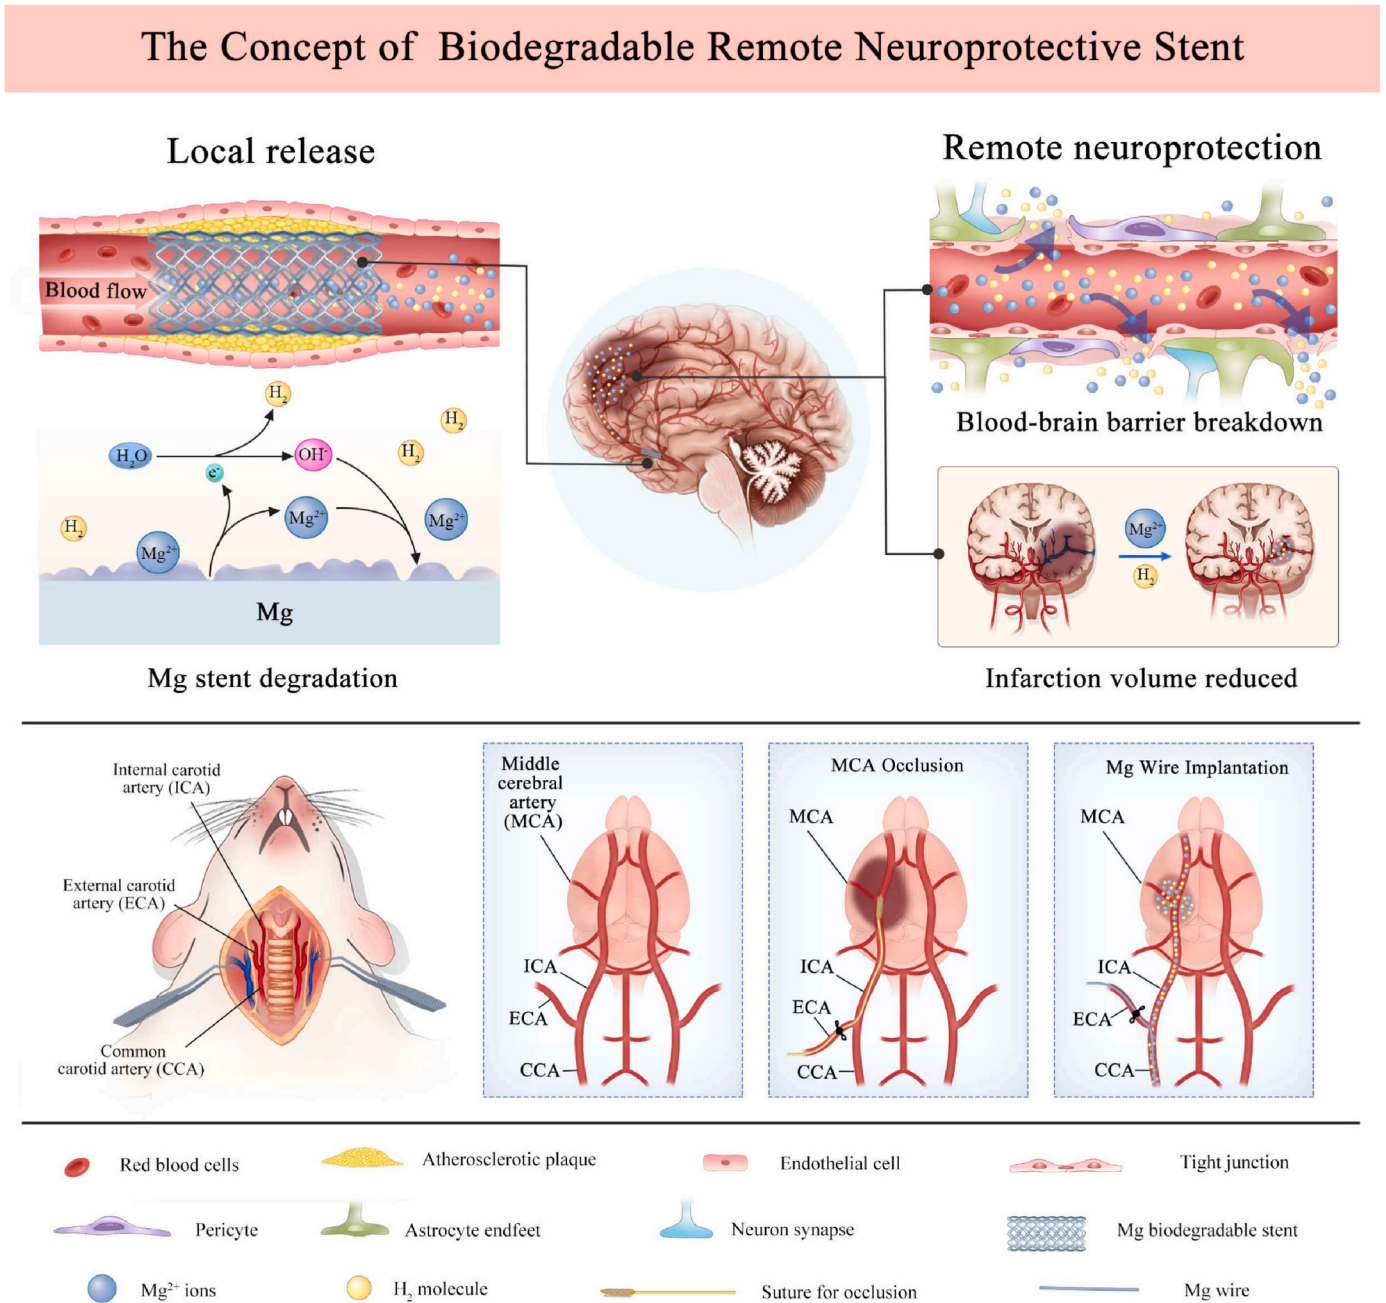 The Concept of Biodegradable Remote Neuroprotective Stent
Local release
Blood flow
H₂
H₂O
e⁻
OH⁻
H₂
H₂
H₂
Mg²⁺
Mg²⁺
Mg²⁺
Mg
Mg stent degradation
Remote neuroprotection
Blood-brain barrier breakdown
Mg²⁺
H₂
Infarction volume reduced
Internal carotid
artery (ICA)
External carotid
artery (ECA)
Common
carotid artery (CCA)
Middle
cerebral
artery
(MCA)
ICA
ECA
CCA
MCA Occlusion
MCA
ICA
ECA
CCA
Mg Wire Implantation
MCA
ICA
ECA
CCA
Red blood cells
Atherosclerotic plaque
Endothelial cell
Tight junction
Pericyte
Astrocyte endfeet
Neuron synapse
Mg biodegradable stent
Mg²⁺ ions
H₂ molecule
Suture for occlusion
Mg wire